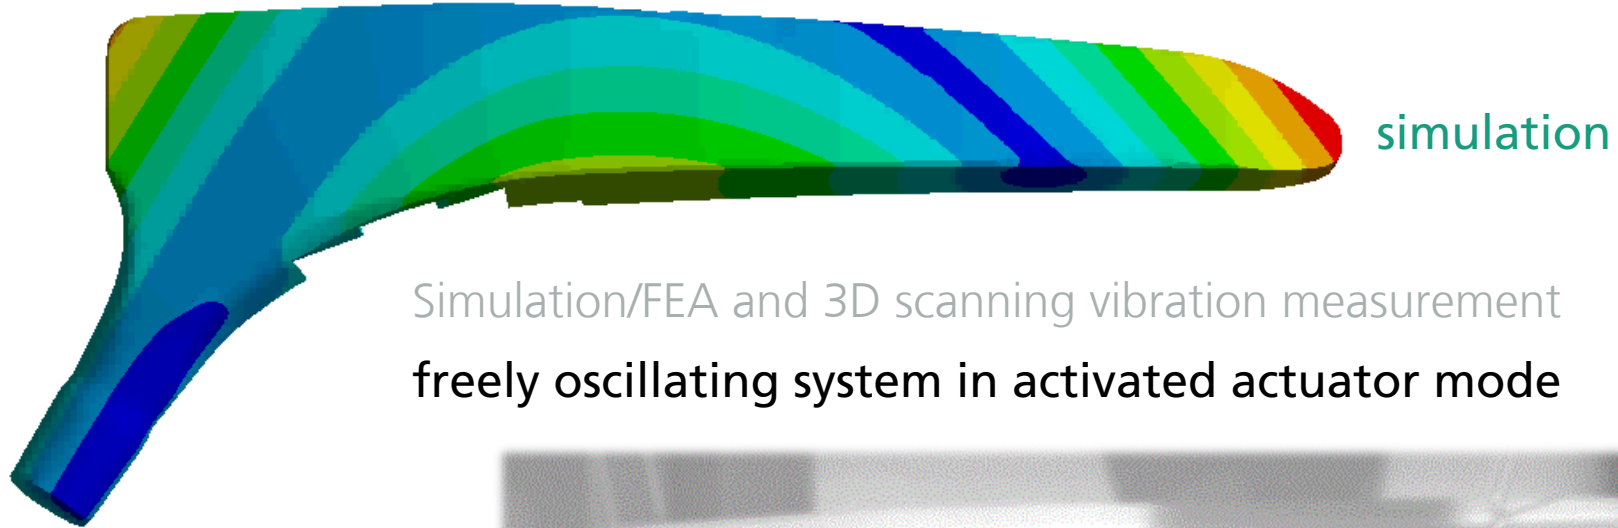 simulation
Simulation/FEA and 3D scanning vibration measurement
freely oscillating system in activated actuator mode